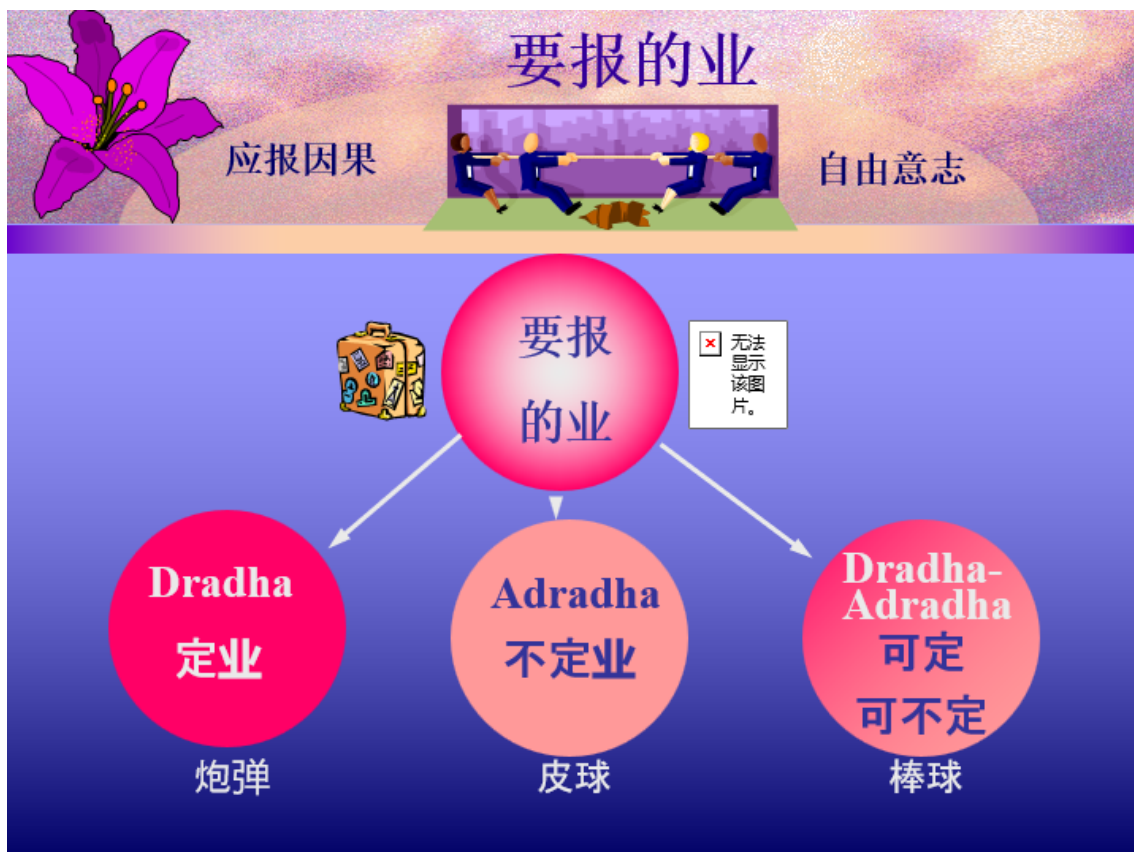 要报的业
应报因果
自由意志
要报
的业
无法
显示
该图
片。
Dradha
定业
Adradha
不定业
Dradha-
Adradha
可定
可不定
炮弹
皮球
棒球